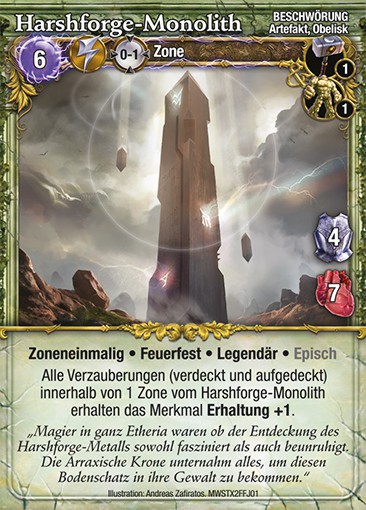 Harshforge-Monolith
BESCHWÖRUNG
Artefakt, Obelisk
6
0-1
Zone
1
1
4
7
Zoneneinmalig • Feuerfest • Legendär • Episch
Alle Verzauberungen (verdeckt und aufgedeckt)
innerhalb von 1 Zone vom Harshforge-Monolith
erhalten das Merkmal Erhaltung +1.
„Magier in ganz Etheria waren ob der Entdeckung des
Harshforge-Metalls sowohl fasziniert als auch beunruhigt.
Die Arraxische Krone unternahm alles, um diesen
Bodenschatz in ihre Gewalt zu bekommen.“
Illustration: Andreas Zafiratos. MWSTX2FFJ01